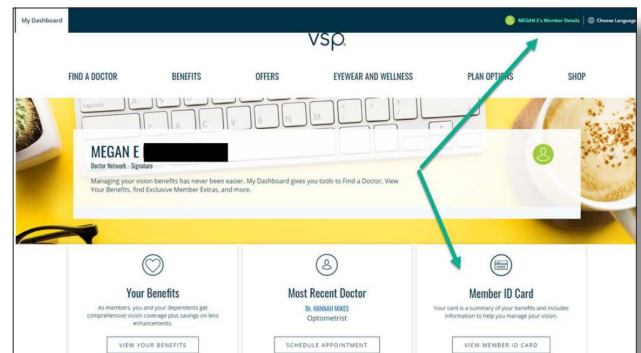 My Dashboard
MEGAN E's Member Details
Choose Language
vsp.
FIND A DOCTOR
BENEFITS
OFFERS
EYEWEAR AND WELLNESS
PLAN OPTIONS
SHOP
MEGAN E
Doctor Network - Signature
Managing your vision benefits has never been easier. My Dashboard gives you tools to Find a Doctor, View
Your Benefits, find Exclusive Member Extras, and more.
Your Benefits
As members, you and your dependents get
comprehensive vision coverage plus savings on lens
enhancements.
VIEW YOUR BENEFITS
Most Recent Doctor
Dr. HANNAH MIKES
Optometrist
SCHEDULE APPOINTMENT
Member ID Card
Your card is a summary of your benefits and includes
information to help you manage your vision.
VIEW MEMBER ID CARD